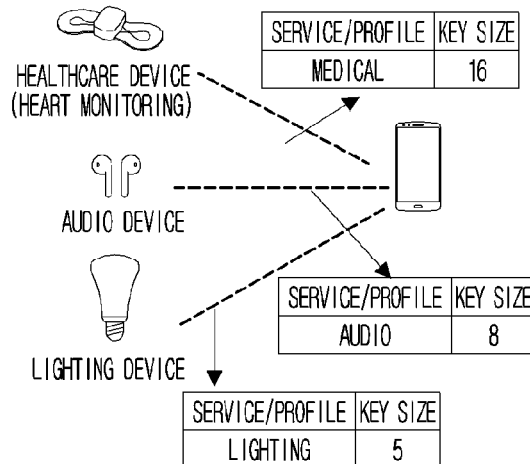 SERVICE/PROFILE KEY SIZE
MEDICAL 16
HEALTHCARE DEVICE
(HEART MONITORING)
AUDIO DEVICE
SERVICE/PROFILE KEY SIZE
AUDIO 8
LIGHTING DEVICE
SERVICE/PROFILE KEY SIZE
LIGHTING 5